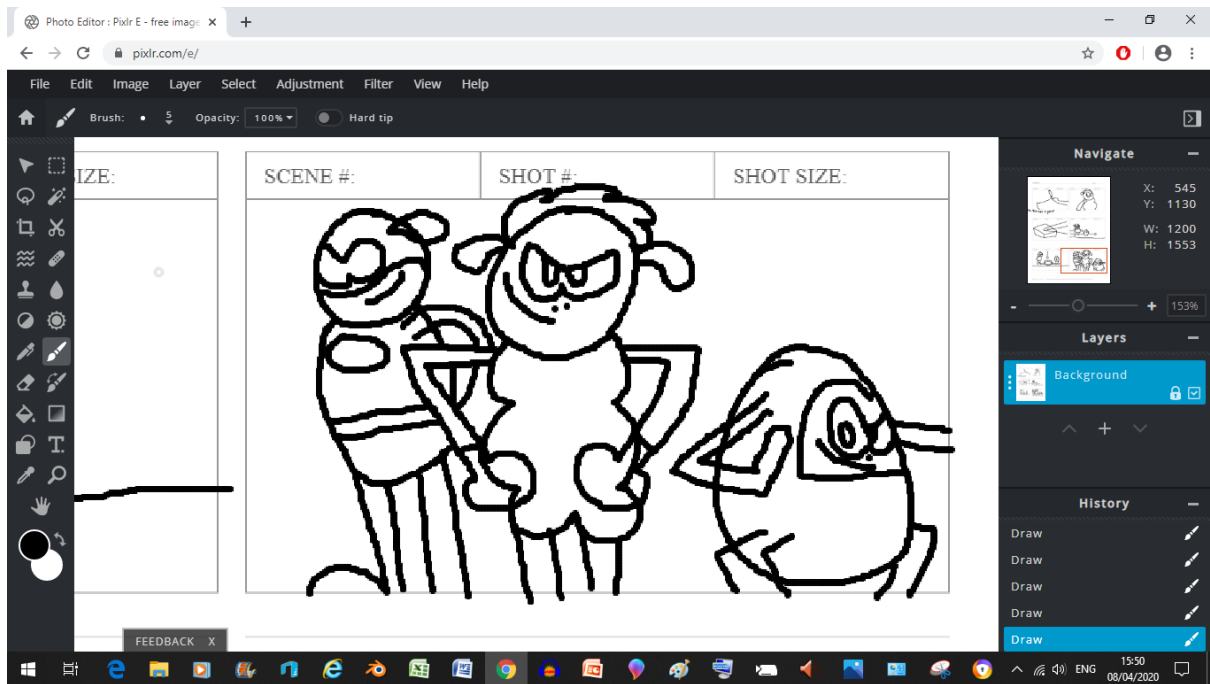 Photo Editor : Pixlr E - free image
pixlr.com/e/
File Edit Image Layer Select Adjustment Filter View Help
Brush: 5 Opacity: 100% Hard tip
IZE:
SCENE #: SHOT #: SHOT SIZE:
Navigate
X: 545
Y: 1130
W: 1200
H: 1553
153%
Layers
Background
History
Draw
Draw
Draw
Draw
Draw
FEEDBACK X
ENG
15:50
08/04/2020